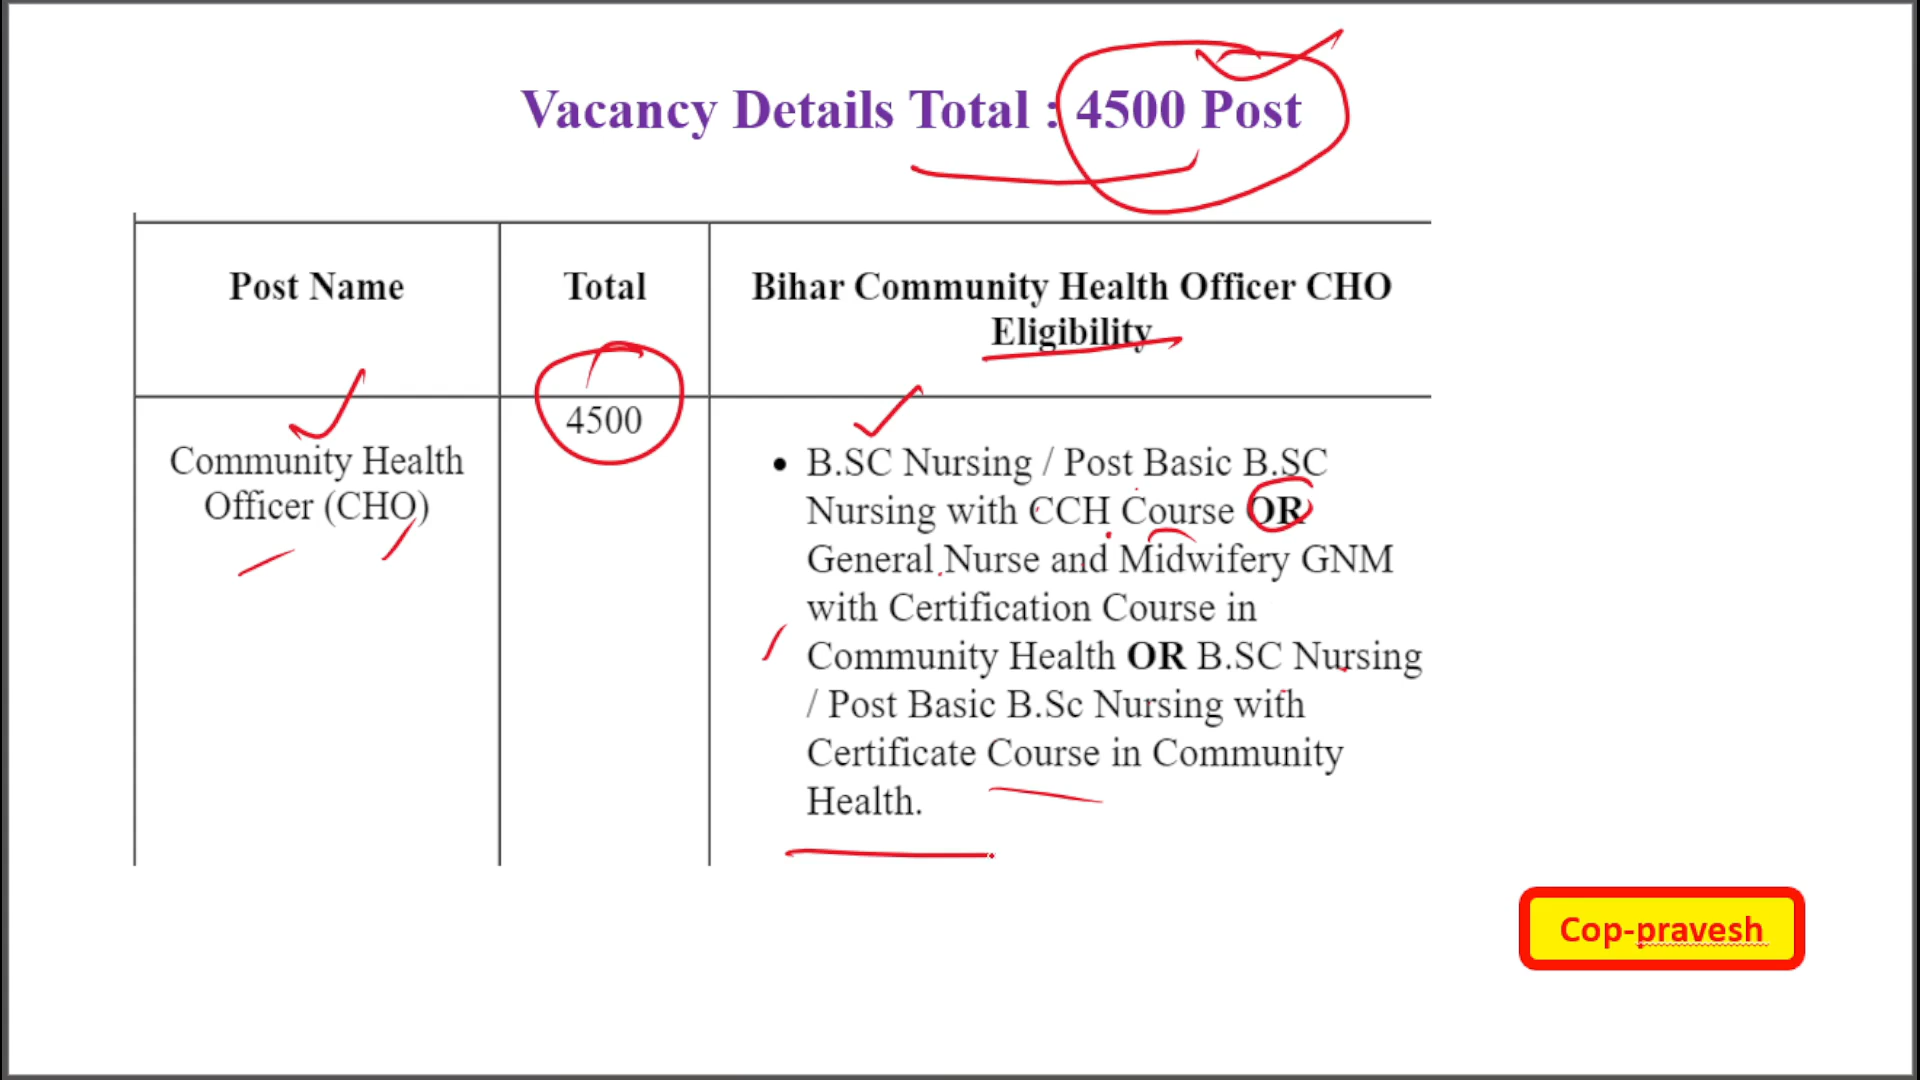 Vacancy Details Total : 4500 Post
Post Name
Total
Bihar Community Health Officer CHO
Eligibility
Community Health
Officer (CHO)
4500
• B.SC Nursing / Post Basic B.SC
Nursing with CCH Course OR
General Nurse and Midwifery GNM
with Certification Course in
Community Health OR B.SC Nursing
/ Post Basic B.Sc Nursing with
Certificate Course in Community
Health.
Cop-pravesh